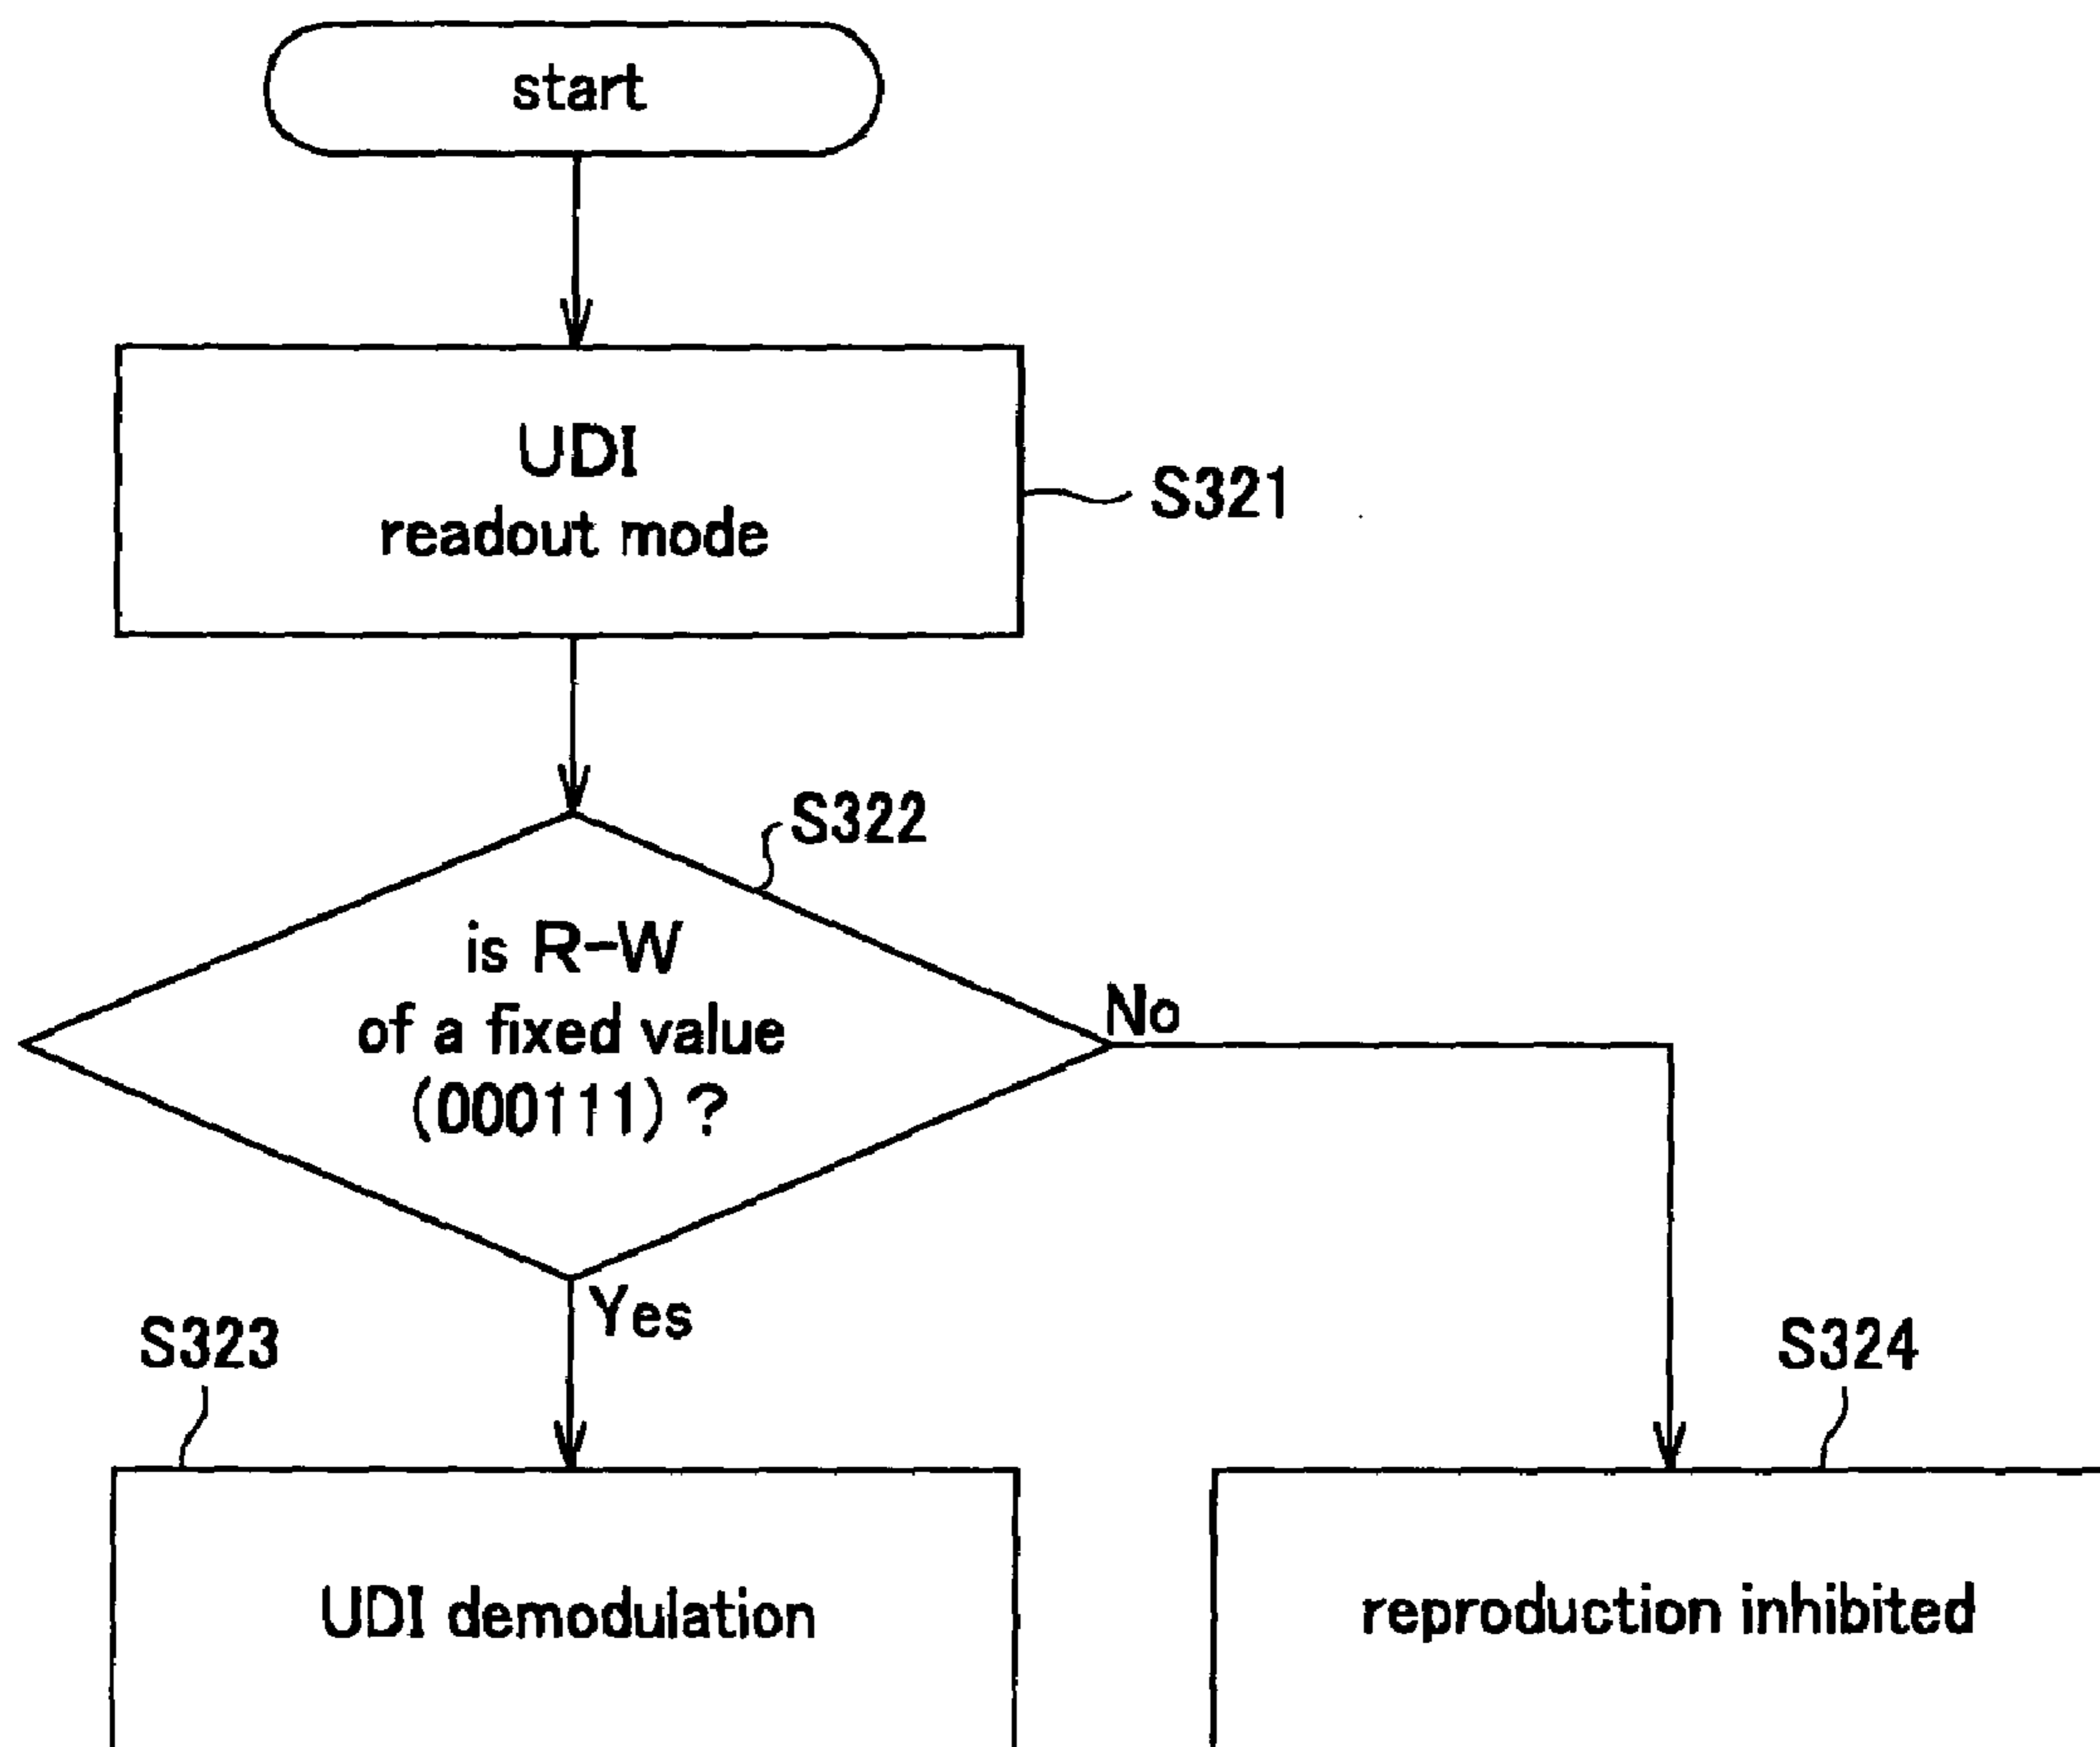 start
UDI
readout mode
S321
S322
is R-W
of a fixed value
(000111) ?
No
Yes
S323
S324
UDI demodulation
reproduction inhibited